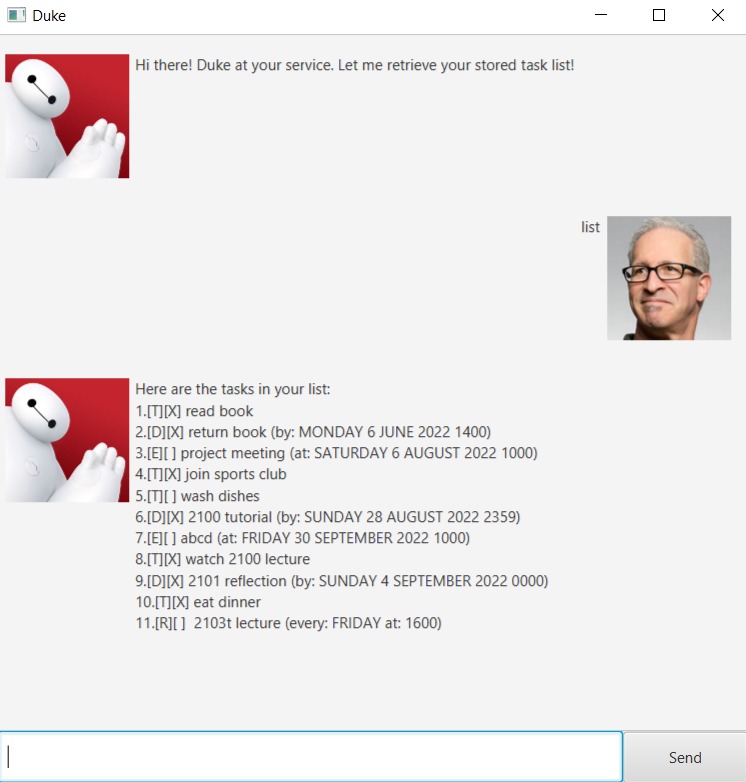 Duke
Hi there! Duke at your service. Let me retrieve your stored task list!
list
Here are the tasks in your list:
1.[T][X] read book
2.[D][X] return book (by: MONDAY 6 JUNE 2022 1400)
3.[E][ ] project meeting (at: SATURDAY 6 AUGUST 2022 1000)
4.[T][X] join sports club
5.[T][ ] wash dishes
6.[D][X] 2100 tutorial (by: SUNDAY 28 AUGUST 2022 2359)
7.[E][ ] abcd (at: FRIDAY 30 SEPTEMBER 2022 1000)
8.[T][X] watch 2100 lecture
9.[D][X] 2101 reflection (by: SUNDAY 4 SEPTEMBER 2022 0000)
10.[T][X] eat dinner
11.[R][ ]  2103t lecture (every: FRIDAY at: 1600)
Send